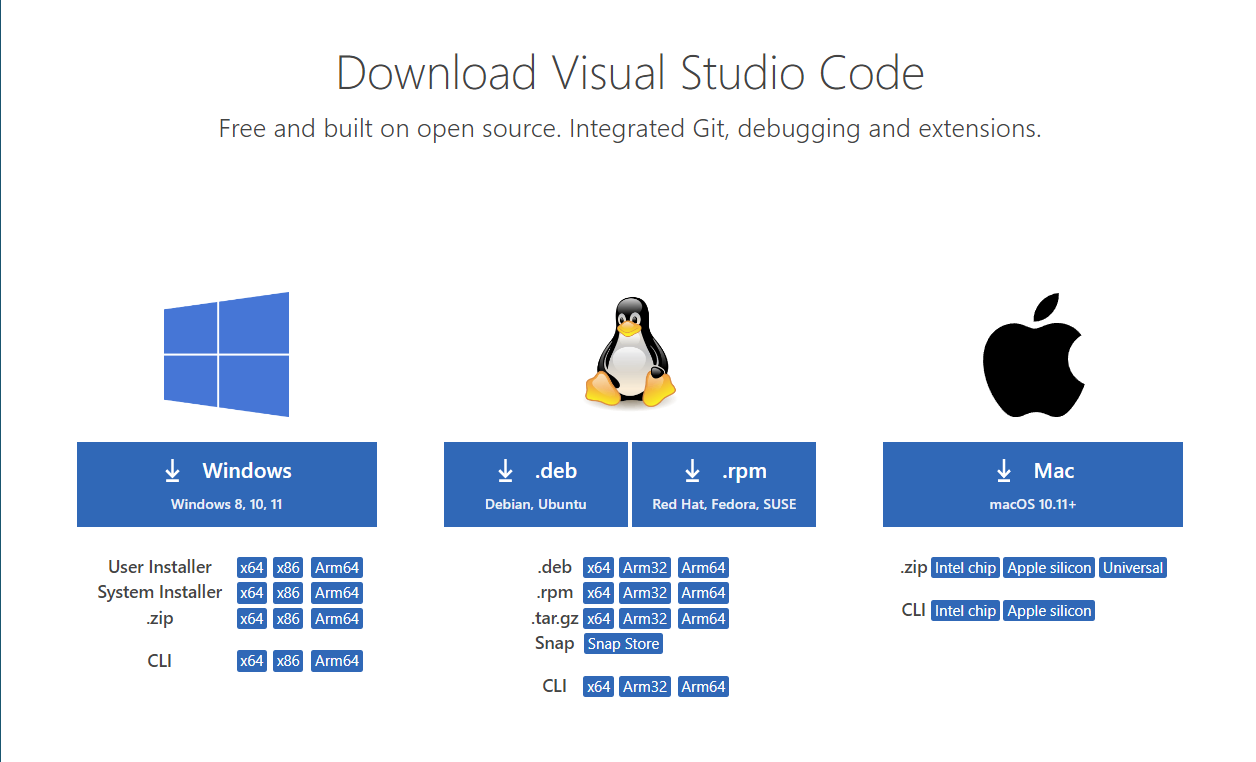 Download Visual Studio Code
Free and built on open source. Integrated Git, debugging and extensions.
Windows
Windows 8, 10, 11
User Installer x64 x86 Arm64
System Installer x64 x86 Arm64
.zip x64 x86 Arm64
CLI x64 x86 Arm64
.deb
Debian, Ubuntu
.rpm
Red Hat, Fedora, SUSE
.deb x64 Arm32 Arm64
.rpm x64 Arm32 Arm64
.tar.gz x64 Arm32 Arm64
Snap Snap Store
CLI x64 Arm32 Arm64
Mac
macOS 10.11+
.zip Intel chip Apple silicon Universal
CLI Intel chip Apple silicon